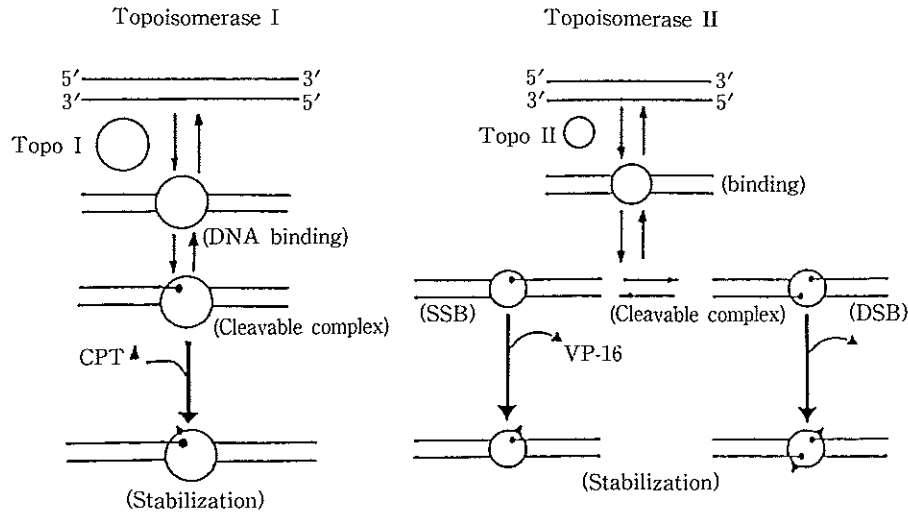 Topoisomerase I
5′ 3′
3′ 5′
Topo I
(DNA binding)
(Cleavable complex)
CPT
(Stabilization)
Topoisomerase II
5′ 3′
3′ 5′
Topo II
(binding)
(SSB) (Cleavable complex) (DSB)
VP-16
(Stabilization)